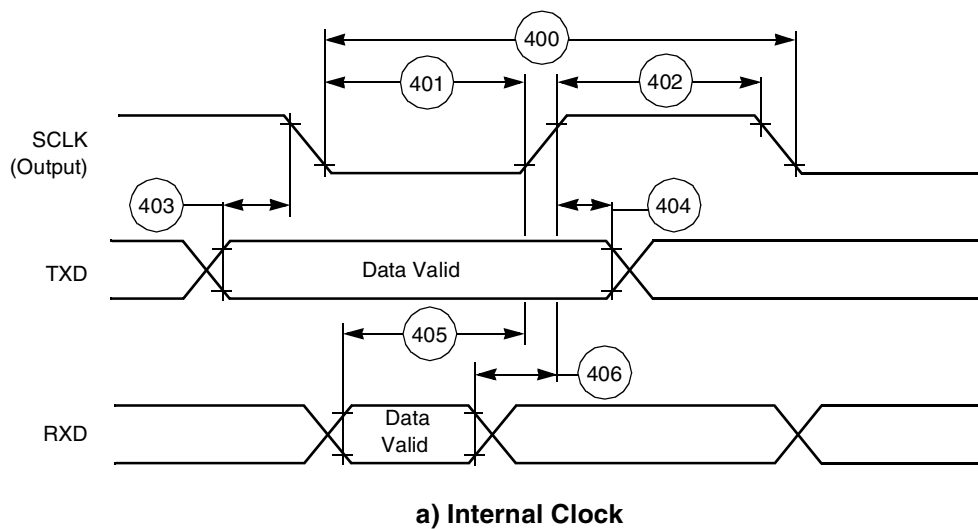 400
401
402
SCLK
(Output)
403
404
TXD
Data Valid
405
406
RXD
Data
Valid
a) Internal Clock